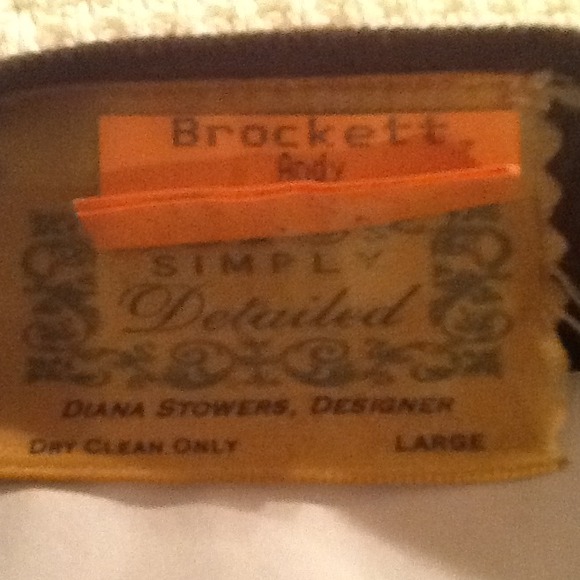 Brockett,
Andy
SIMPLY
Detailed
DIANA STOWERS, DESIGNER
DRY CLEAN ONLY
LARGE